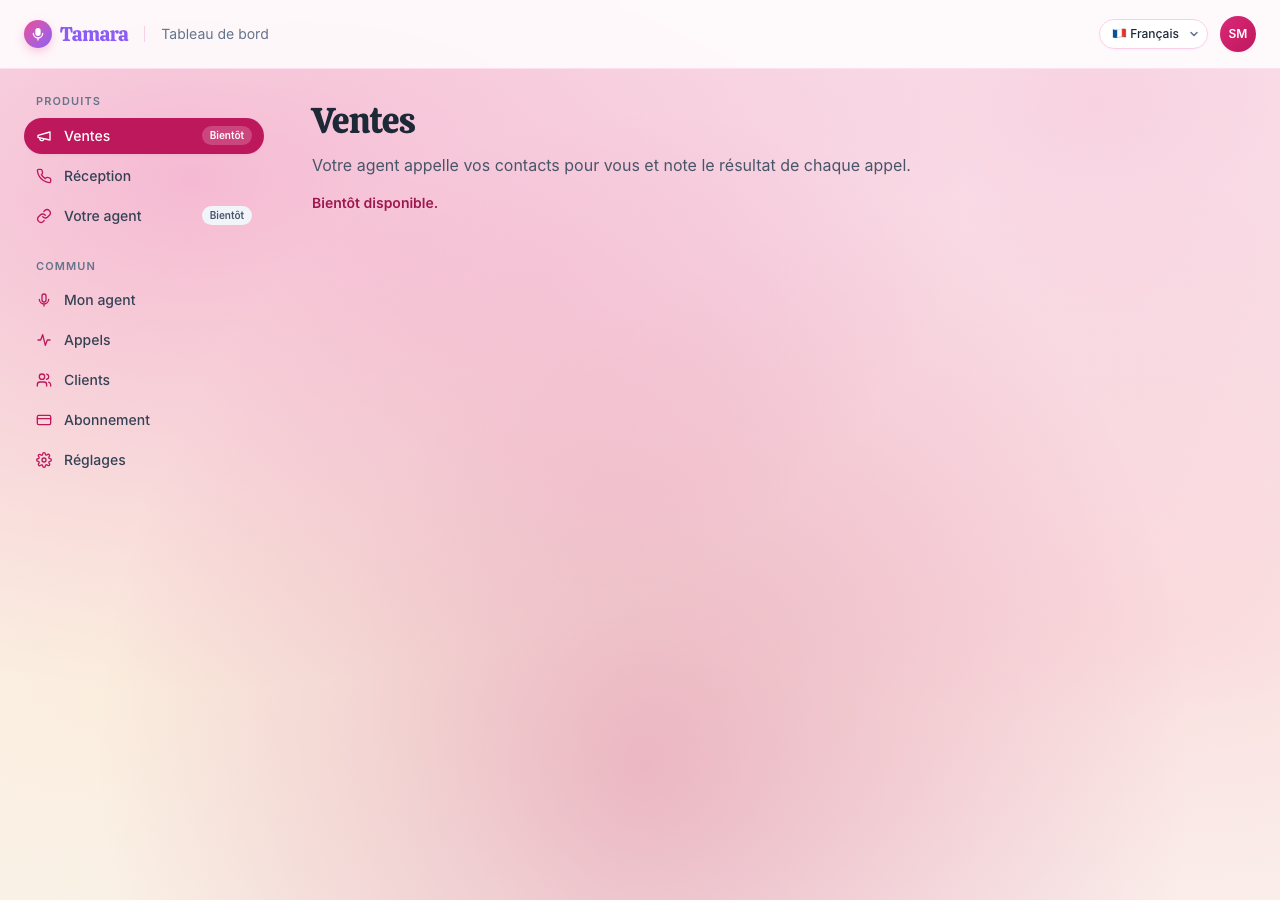 Tamara
Tableau de bord
🇫🇷 Français
SM
PRODUITS
Ventes
Bientôt
Réception
Votre agent
Bientôt
COMMUN
Mon agent
Appels
Clients
Abonnement
Réglages
Ventes
Votre agent appelle vos contacts pour vous et note le résultat de chaque appel.
Bientôt disponible.